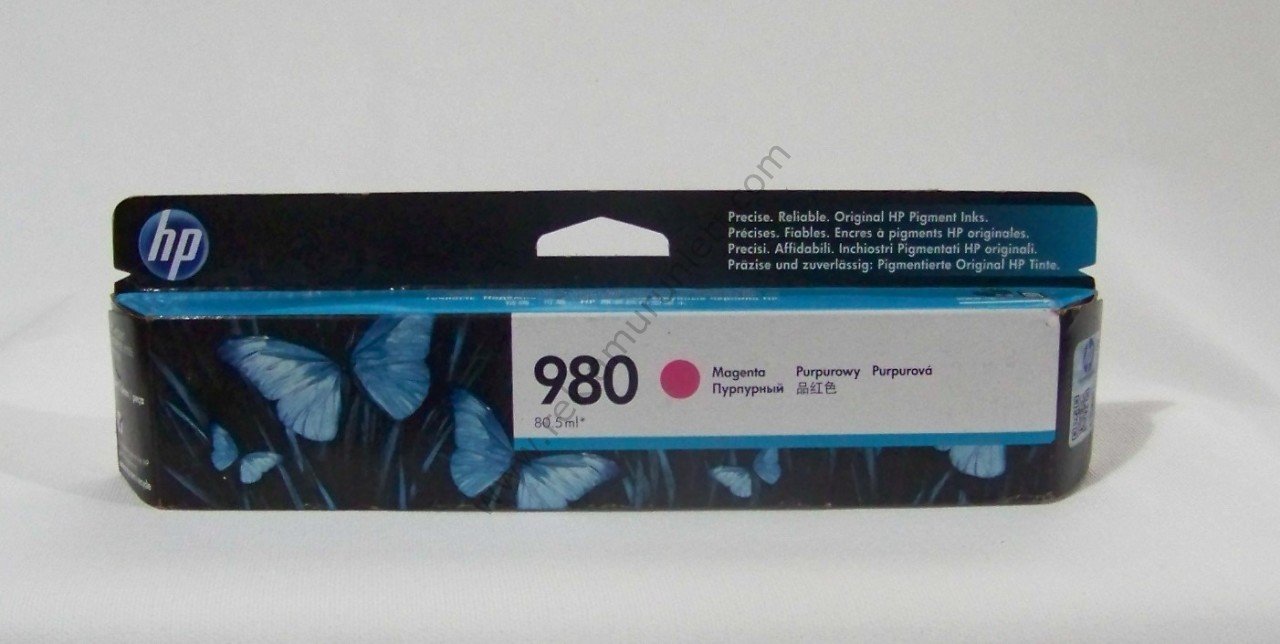 hp
Precise. Reliable. Original HP Pigment Inks.
Précises. Fiables. Encres à pigments HP originales.
Precisi. Affidabili. Inchiostri Pigmentati HP originali.
Präzise und zuverlässig: Pigmentierte Original HP Tinte.
980
80.5ml*
Magenta Purpurowy Purpurová
Пурпурный 品红色